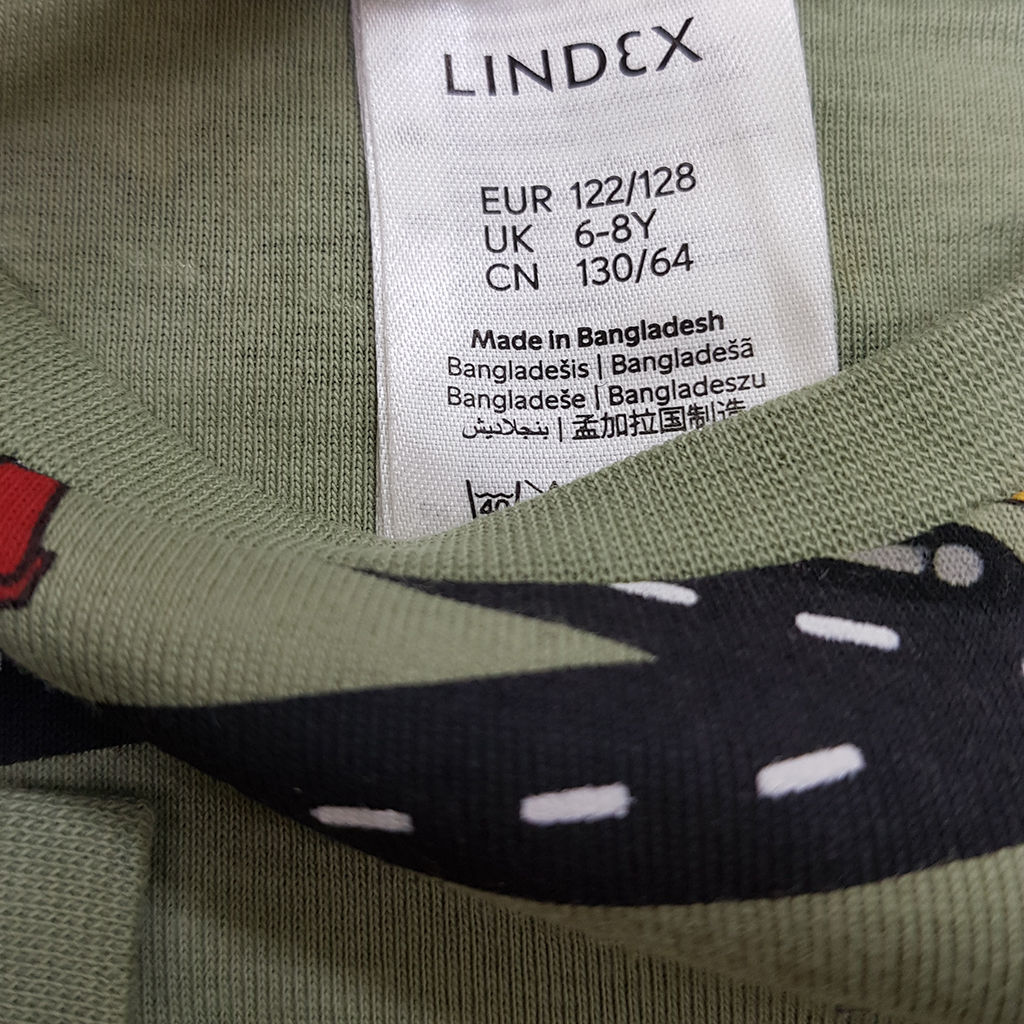 LINDEX
EUR 122/128
UK 6-8Y
CN 130/64
Made in Bangladesh
Bangladešis | Bangladešā
Bangladeše | Bangladeszu
بنجلاديش | 孟加拉国制造
40